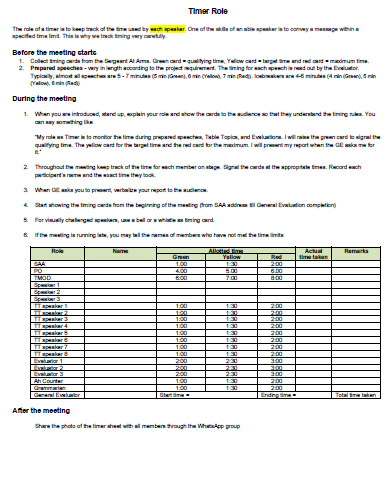 Timer Role
The role of a timer is to keep track of the time used by each speaker. One of the skills of an able speaker is to convey a message within a
specified time limit. This is why we track timing very carefully.
Before the meeting starts
1. Collect timing cards from the Sergeant At Arms. Green card = qualifying time, Yellow card = target time and red card = maximum time.
2. Prepared speeches - vary in length according to the project requirement. The timing for each speech is read out by the Evaluator.
Typically, almost all speeches are 5 - 7 minutes (5 min (Green), 6 min (Yellow), 7 min (Red)). Icebreakers are 4-6 minutes (4 min (Green), 5 min
(Yellow), 6 min (Red))
During the meeting
1. When you are introduced, stand up, explain your role and show the cards to the audience so that they understand the timing rules. You
can say something like
"My role as Timer is to monitor the time during prepared speeches, Table Topics, and Evaluations. I will raise the green card to signal the
qualifying time. The yellow card for the target time and the red card for the maximum. I will present my report when the GE asks me for
it."
2. Throughout the meeting keep track of the time for each member on stage. Signal the cards at the appropriate times. Record each
participant's name and the exact time they took.
3. When GE asks you to present, verbalize your report to the audience.
4. Start showing the timing cards from the beginning of the meeting (from SAA address till General Evaluation completion)
5. For visually challenged speakers, use a bell or a whistle as timing card.
6. If the meeting is running late, you may tell the names of members who have not met the time limits
Role Name Allotted time Actual Remarks
Green Yellow Red time taken
SAA 1:00 1:30 2:00
PO 4:00 5:00 6:00
TMOD 6:00 7:00 8:00
Speaker 1
Speaker 2
Speaker 3
TT speaker 1 1:00 1:30 2:00
TT speaker 2 1:00 1:30 2:00
TT speaker 3 1:00 1:30 2:00
TT speaker 4 1:00 1:30 2:00
TT speaker 5 1:00 1:30 2:00
TT speaker 6 1:00 1:30 2:00
TT speaker 7 1:00 1:30 2:00
TT speaker 8 1:00 1:30 2:00
Evaluator 1 2:00 2:30 3:00
Evaluator 2 2:00 2:30 3:00
Evaluator 3 2:00 2:30 3:00
Ah Counter 1:00 1:30 2:00
Grammarian 1:00 1:30 2:00
General Evaluator Start time = Ending time = Total time taken
After the meeting
Share the photo of the timer sheet with all members through the WhatsApp group